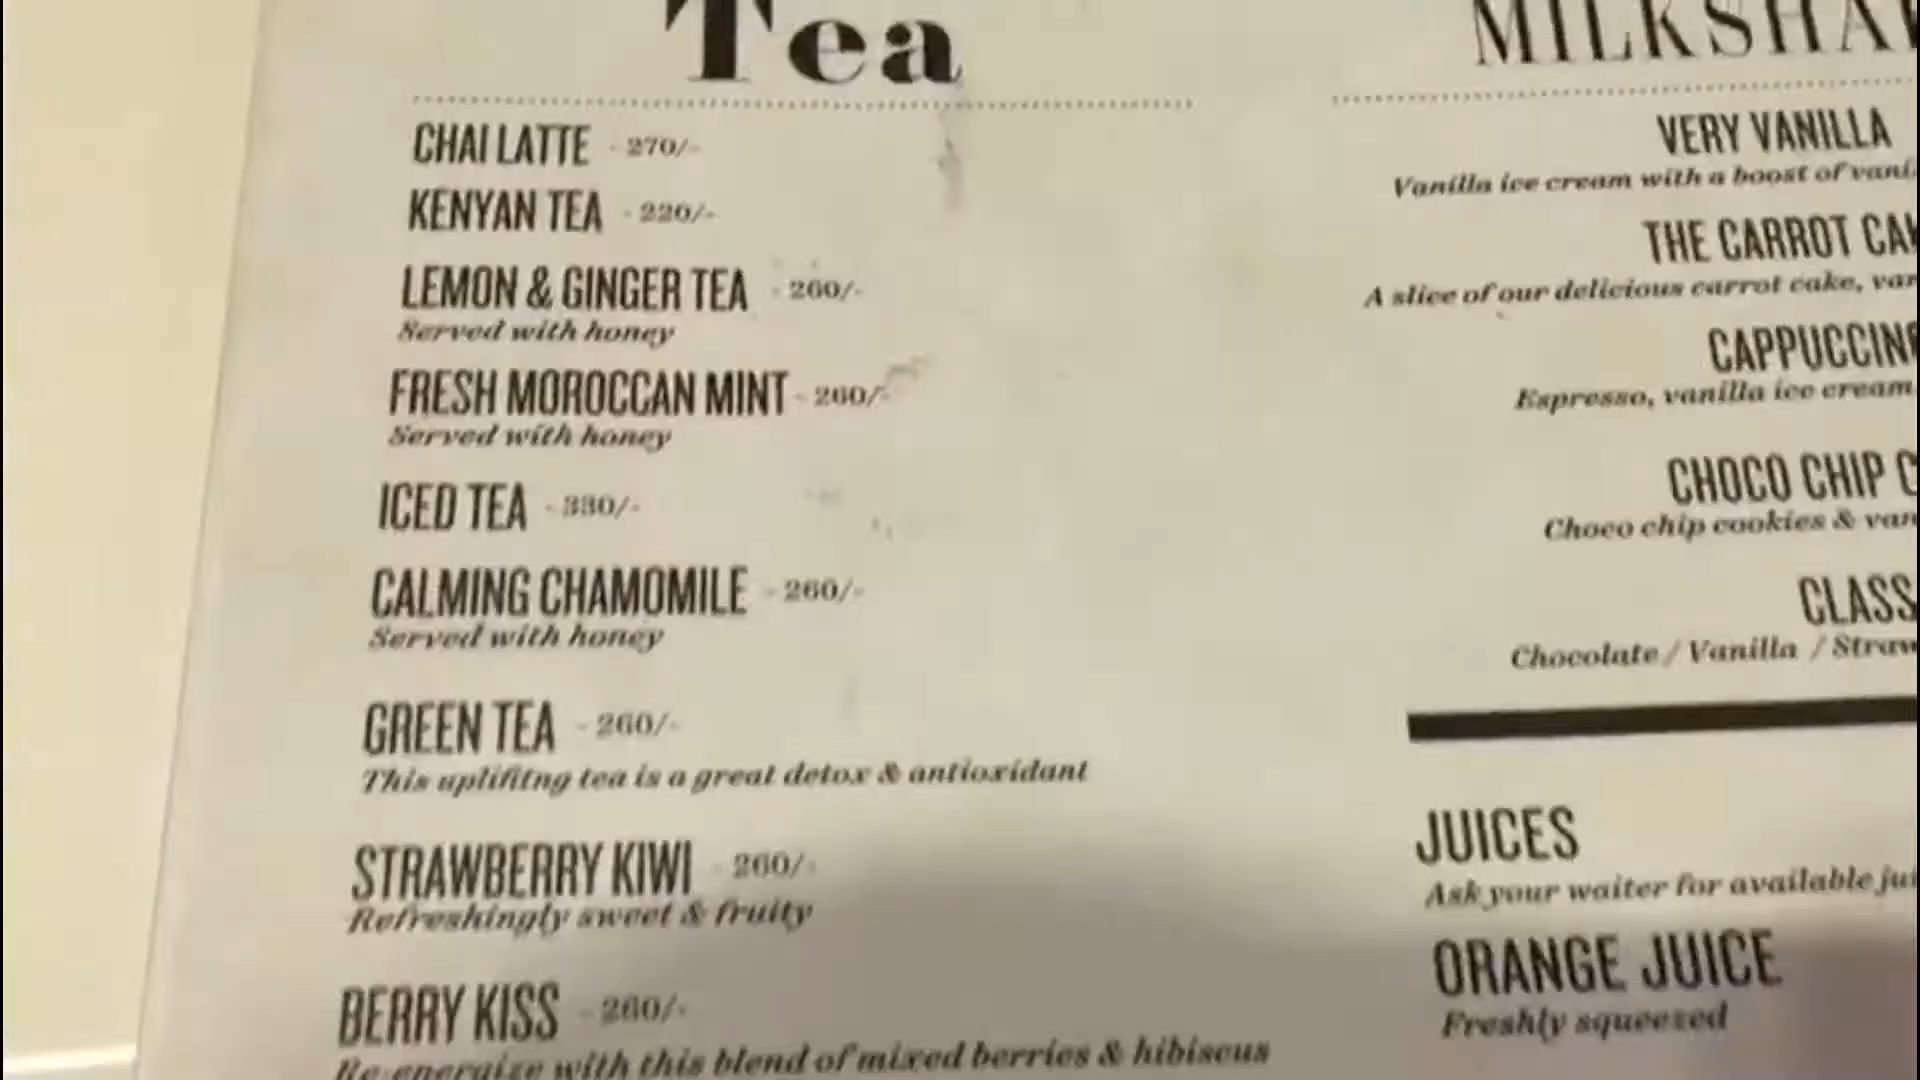 Tea
CHAI LATTE - 270/-
KENYAN TEA - 220/-
LEMON & GINGER TEA - 260/-
Served with honey
FRESH MOROCCAN MINT - 260/-
Served with honey
ICED TEA - 330/-
CALMING CHAMOMILE - 260/-
Served with honey
GREEN TEA - 260/-
This uplifitng tea is a great detox & antioxidant
STRAWBERRY KIWI - 260/-
Refreshingly sweet & fruity
BERRY KISS - 260/-
Re-energize with this blend of mixed berries & hibiscus
VERY VANILLA
Vanilla ice cream with a boost of
THE CARROT
A slice of our delicious carrot cake,
Espresso, vanilla ice cream
CHOCO CHIP
Choco chip cookies &
Chocolate / Vanilla /
JUICES
Ask your waiter for available
ORANGE JUICE
Freshly squeezed